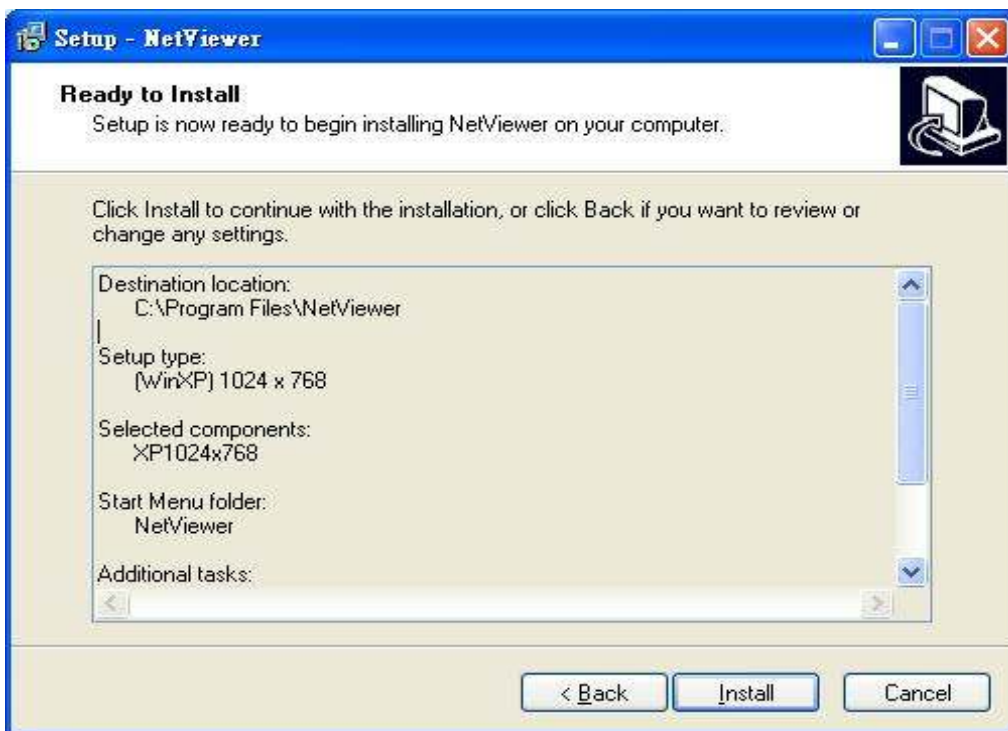 Setup - NetViewer
Ready to Install
Setup is now ready to begin installing NetViewer on your computer.
Click Install to continue with the installation, or click Back if you want to review or
change any settings.
Destination location:
C:\Program Files\NetViewer
Setup type:
(WinXP) 1024 x 768
Selected components:
XP1024x768
Start Menu folder:
NetViewer
Additional tasks:
< Back
Install
Cancel